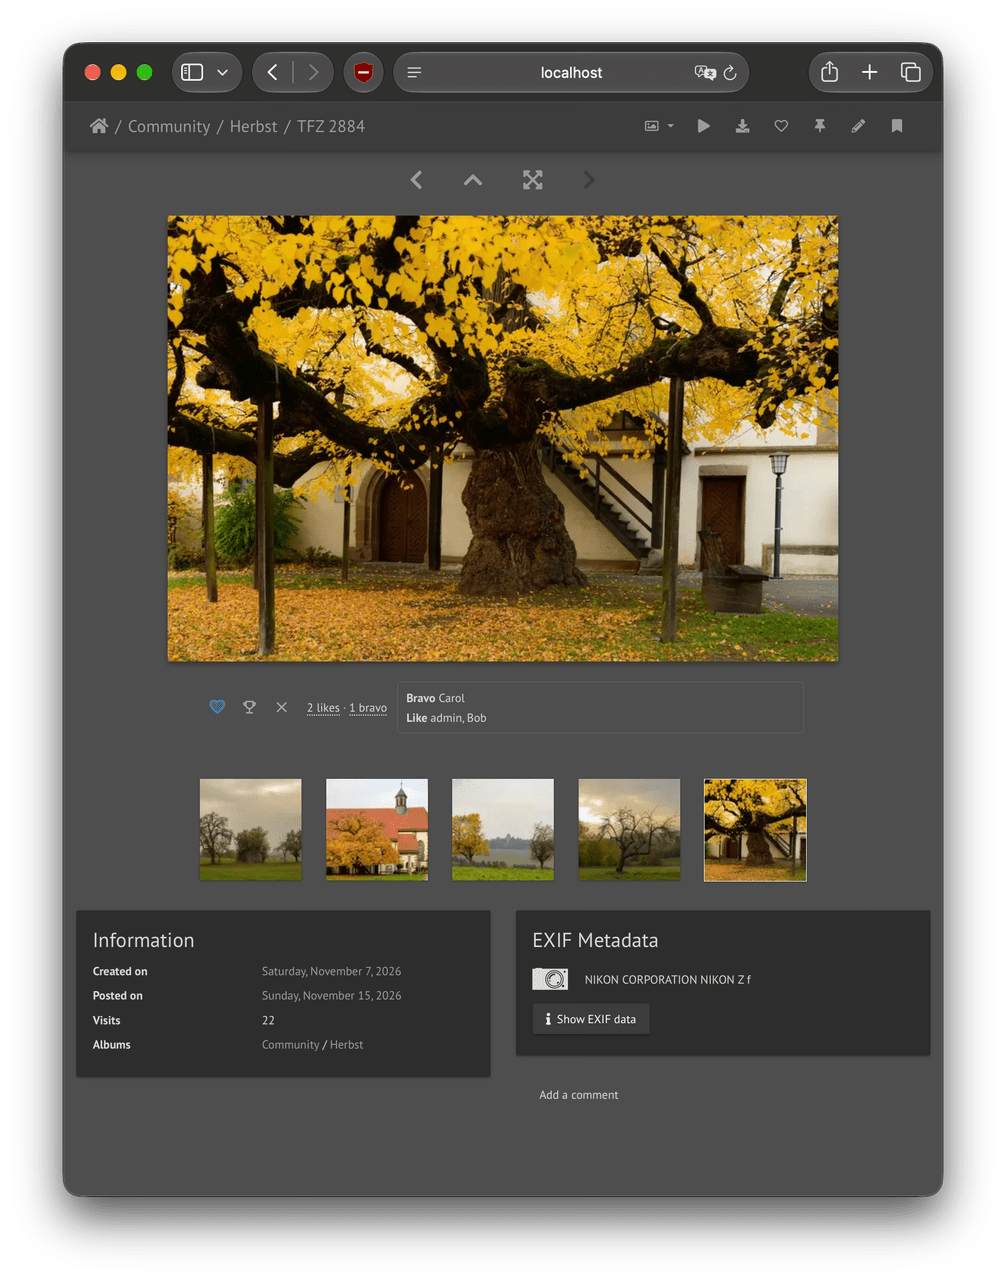 localhost
/ Community / Herbst / TFZ 2884
2 likes · 1 bravo
Bravo Carol
Like admin, Bob
Information
Created on Saturday, November 7, 2026
Posted on Sunday, November 15, 2026
Visits 22
Albums Community / Herbst
EXIF Metadata
NIKON CORPORATION NIKON Z f
Show EXIF data
Add a comment